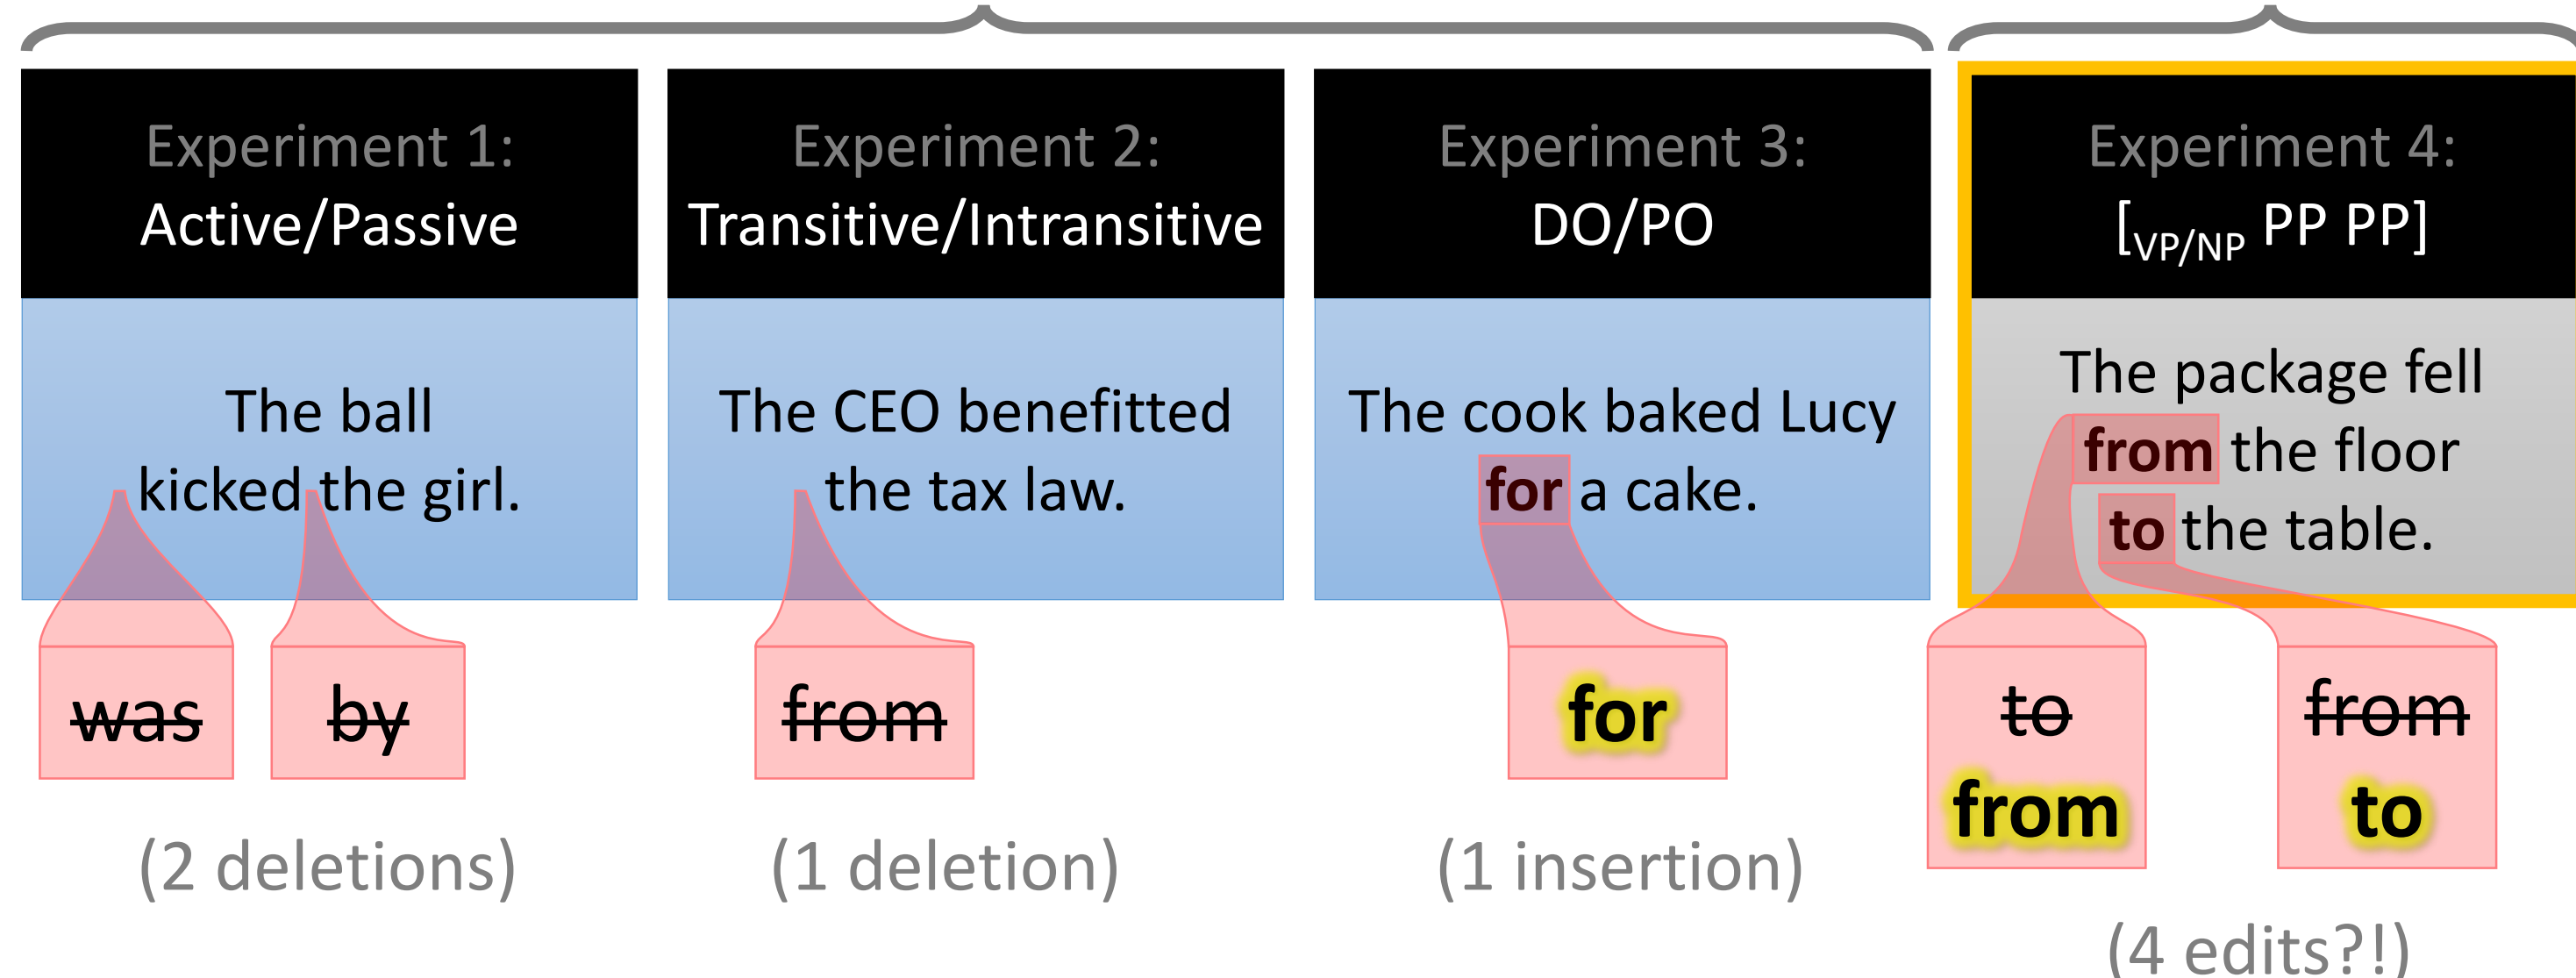 Experiment 1:
Active/Passive
The ball
kicked the girl.
was
by
(2 deletions)
Experiment 2:
Transitive/Intransitive
The CEO benefitted
the tax law.
from
(1 deletion)
Experiment 3:
DO/PO
The cook baked Lucy
for a cake.
for
(1 insertion)
Experiment 4:
[VP/NP PP PP]
The package fell
from the floor
to the table.
to
from
from
to
(4 edits?!)